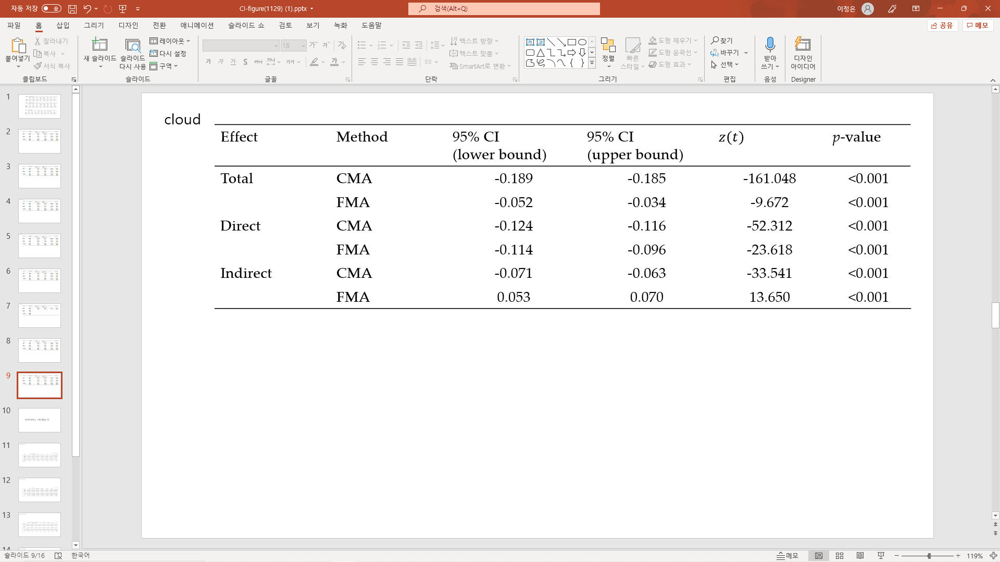 자동 저장 끔 CI-figure(1129) (1).pptx 검색(Alt+Q) 이정은
파일 홈 삽입 그리기 디자인 전환 애니메이션 슬라이드 쇼 검토 보기 녹화 도움말 공유 메모
붙여넣기 잘라내기 복사 서식 복사 클립보드
새 슬라이드 슬라이드 다시 사용 레이아웃 다시 설정 구역 슬라이드
18 가 가 가 가 S 가나 가나 가가 가 글꼴
텍스트 방향 텍스트 맞춤 SmartArt로 변환 단락
정렬 빠른 스타일 도형 채우기 도형 윤곽선 도형 효과 그리기
찾기 바꾸기 선택 편집
받아쓰기 음성
디자인 아이디어 Designer
1
2
3
4
5
6
7
8
9
10
11
12
13
14
cloud
Effect Method 95% CI (lower bound) 95% CI (upper bound) z(t) p-value
Total CMA -0.189 -0.185 -161.048 <0.001
FMA -0.052 -0.034 -9.672 <0.001
Direct CMA -0.124 -0.116 -52.312 <0.001
FMA -0.114 -0.096 -23.618 <0.001
Indirect CMA -0.071 -0.063 -33.541 <0.001
FMA 0.053 0.070 13.650 <0.001
슬라이드 9/16 한국어 메모 119%